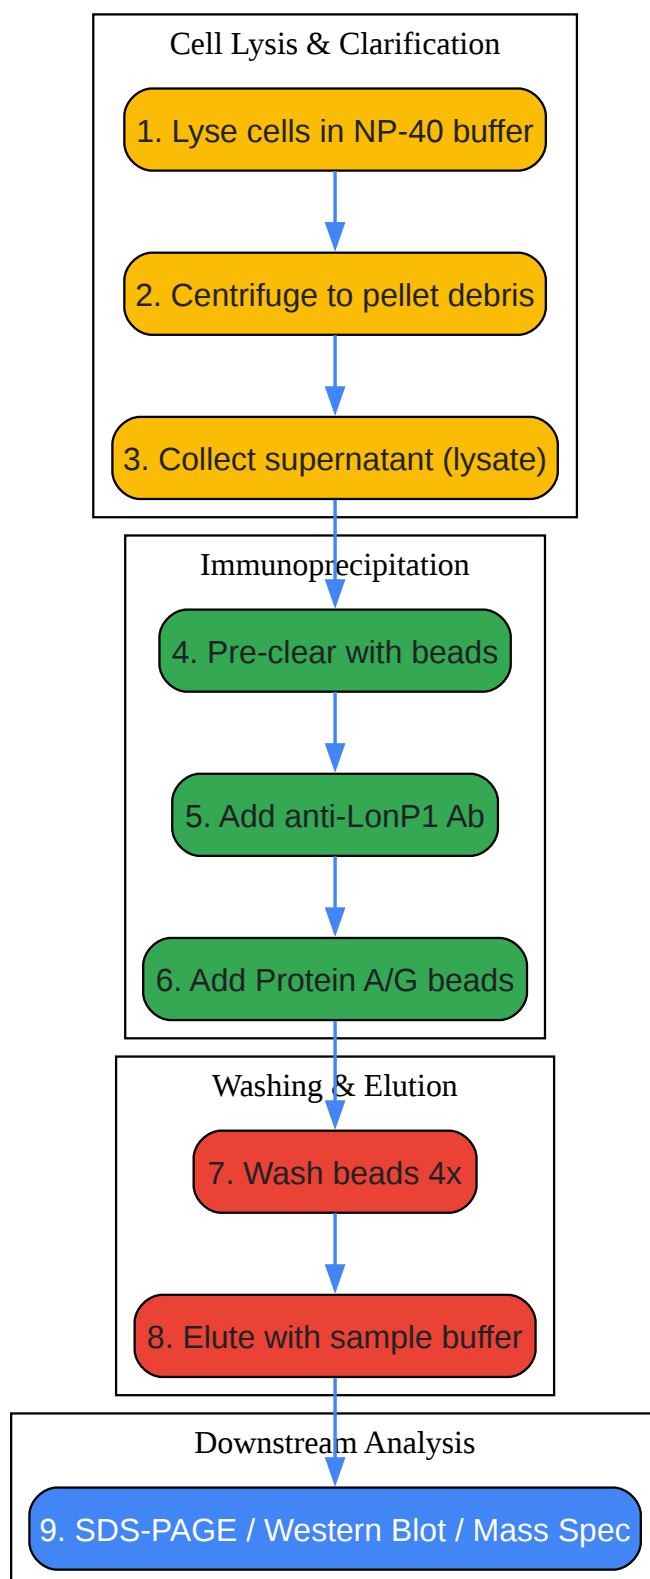 Cell Lysis & Clarification
1. Lyse cells in NP-40 buffer
2. Centrifuge to pellet debris
3. Collect supernatant (lysate)
Immunoprecipitation
4. Pre-clear with beads
5. Add anti-LonP1 Ab
6. Add Protein A/G beads
Washing & Elution
7. Wash beads 4x
8. Elute with sample buffer
Downstream Analysis
9. SDS-PAGE / Western Blot / Mass Spec